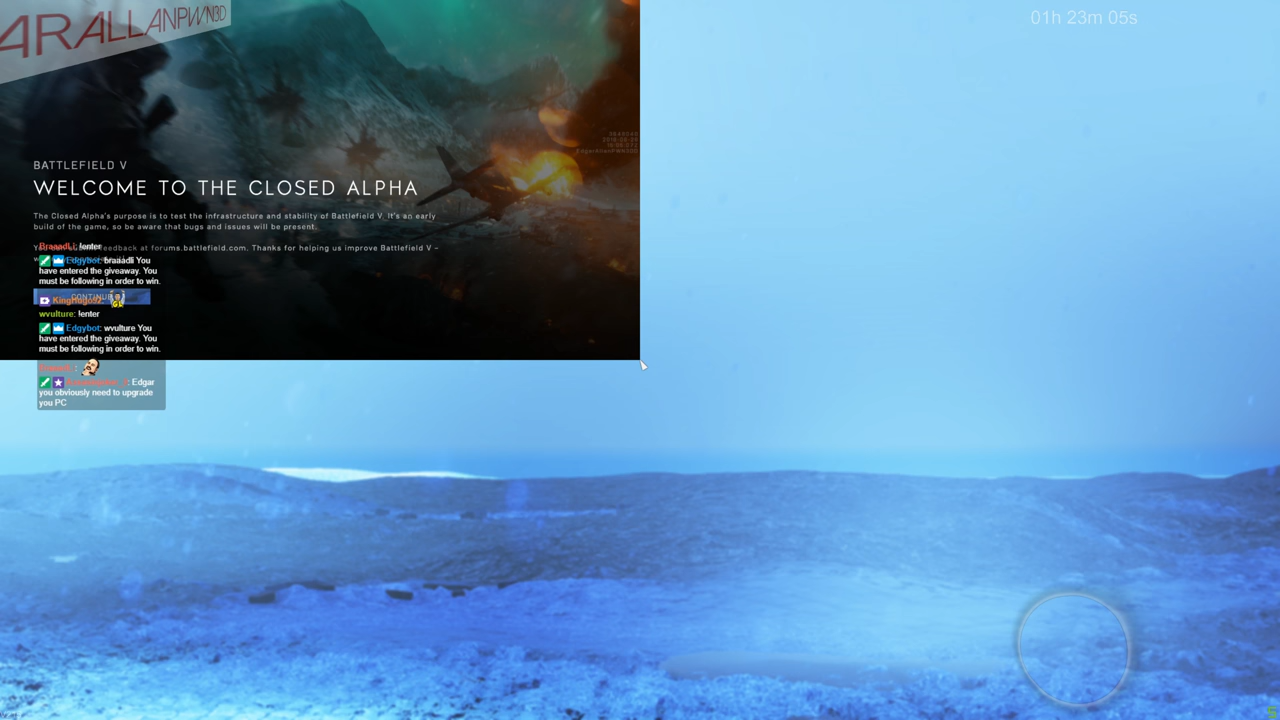 ARALLANPWN3D
01h 23m 05s
BATTLEFIELD V
WELCOME TO THE CLOSED ALPHA
The Closed Alpha's purpose is to test the infrastructure and stability of Battlefield V. It's an early
build of the game, so be aware that bugs and issues will be present.
feedback at forums.battlefield.com. Thanks for helping us improve Battlefield V –
Braaadli: !enter
Edgybot: braaadli You
have entered the giveaway. You
must be following in order to win.
CONTINUE
wvulture: !enter
Edgybot: wvulture You
have entered the giveaway. You
must be following in order to win.
: Edgar
you obviously need to upgrade
you PC